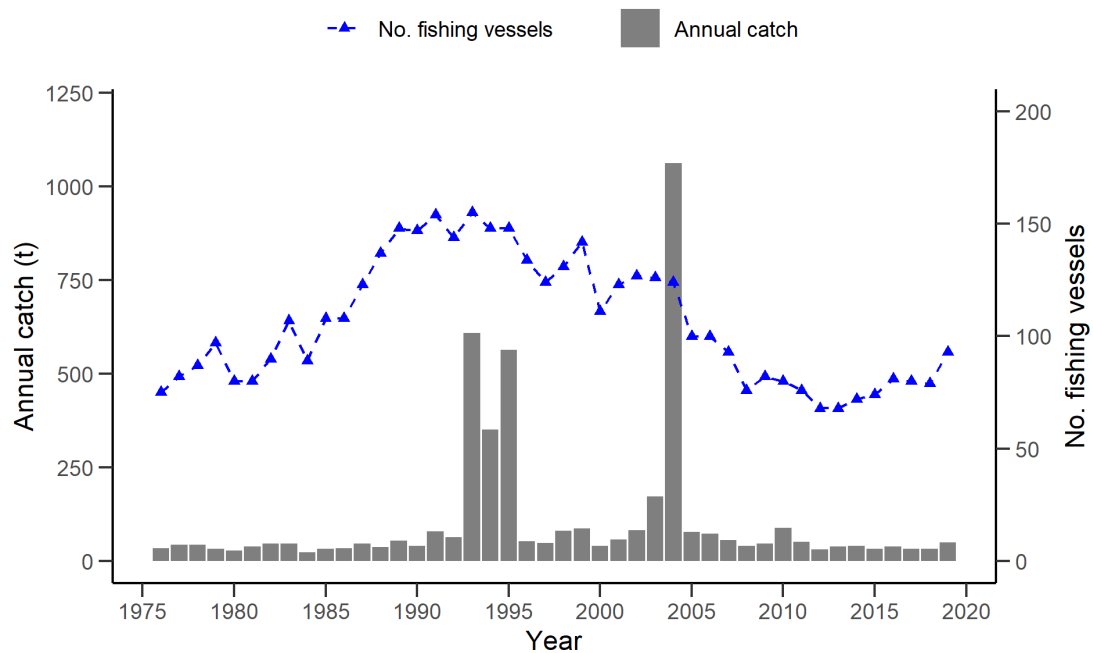 No. fishing vessels
Annual catch
1250
1000
750
500
250
0
Annual catch (t)
200
150
100
50
0
No. fishing vessels
1975 1980 1985 1990 1995 2000 2005 2010 2015 2020
Year